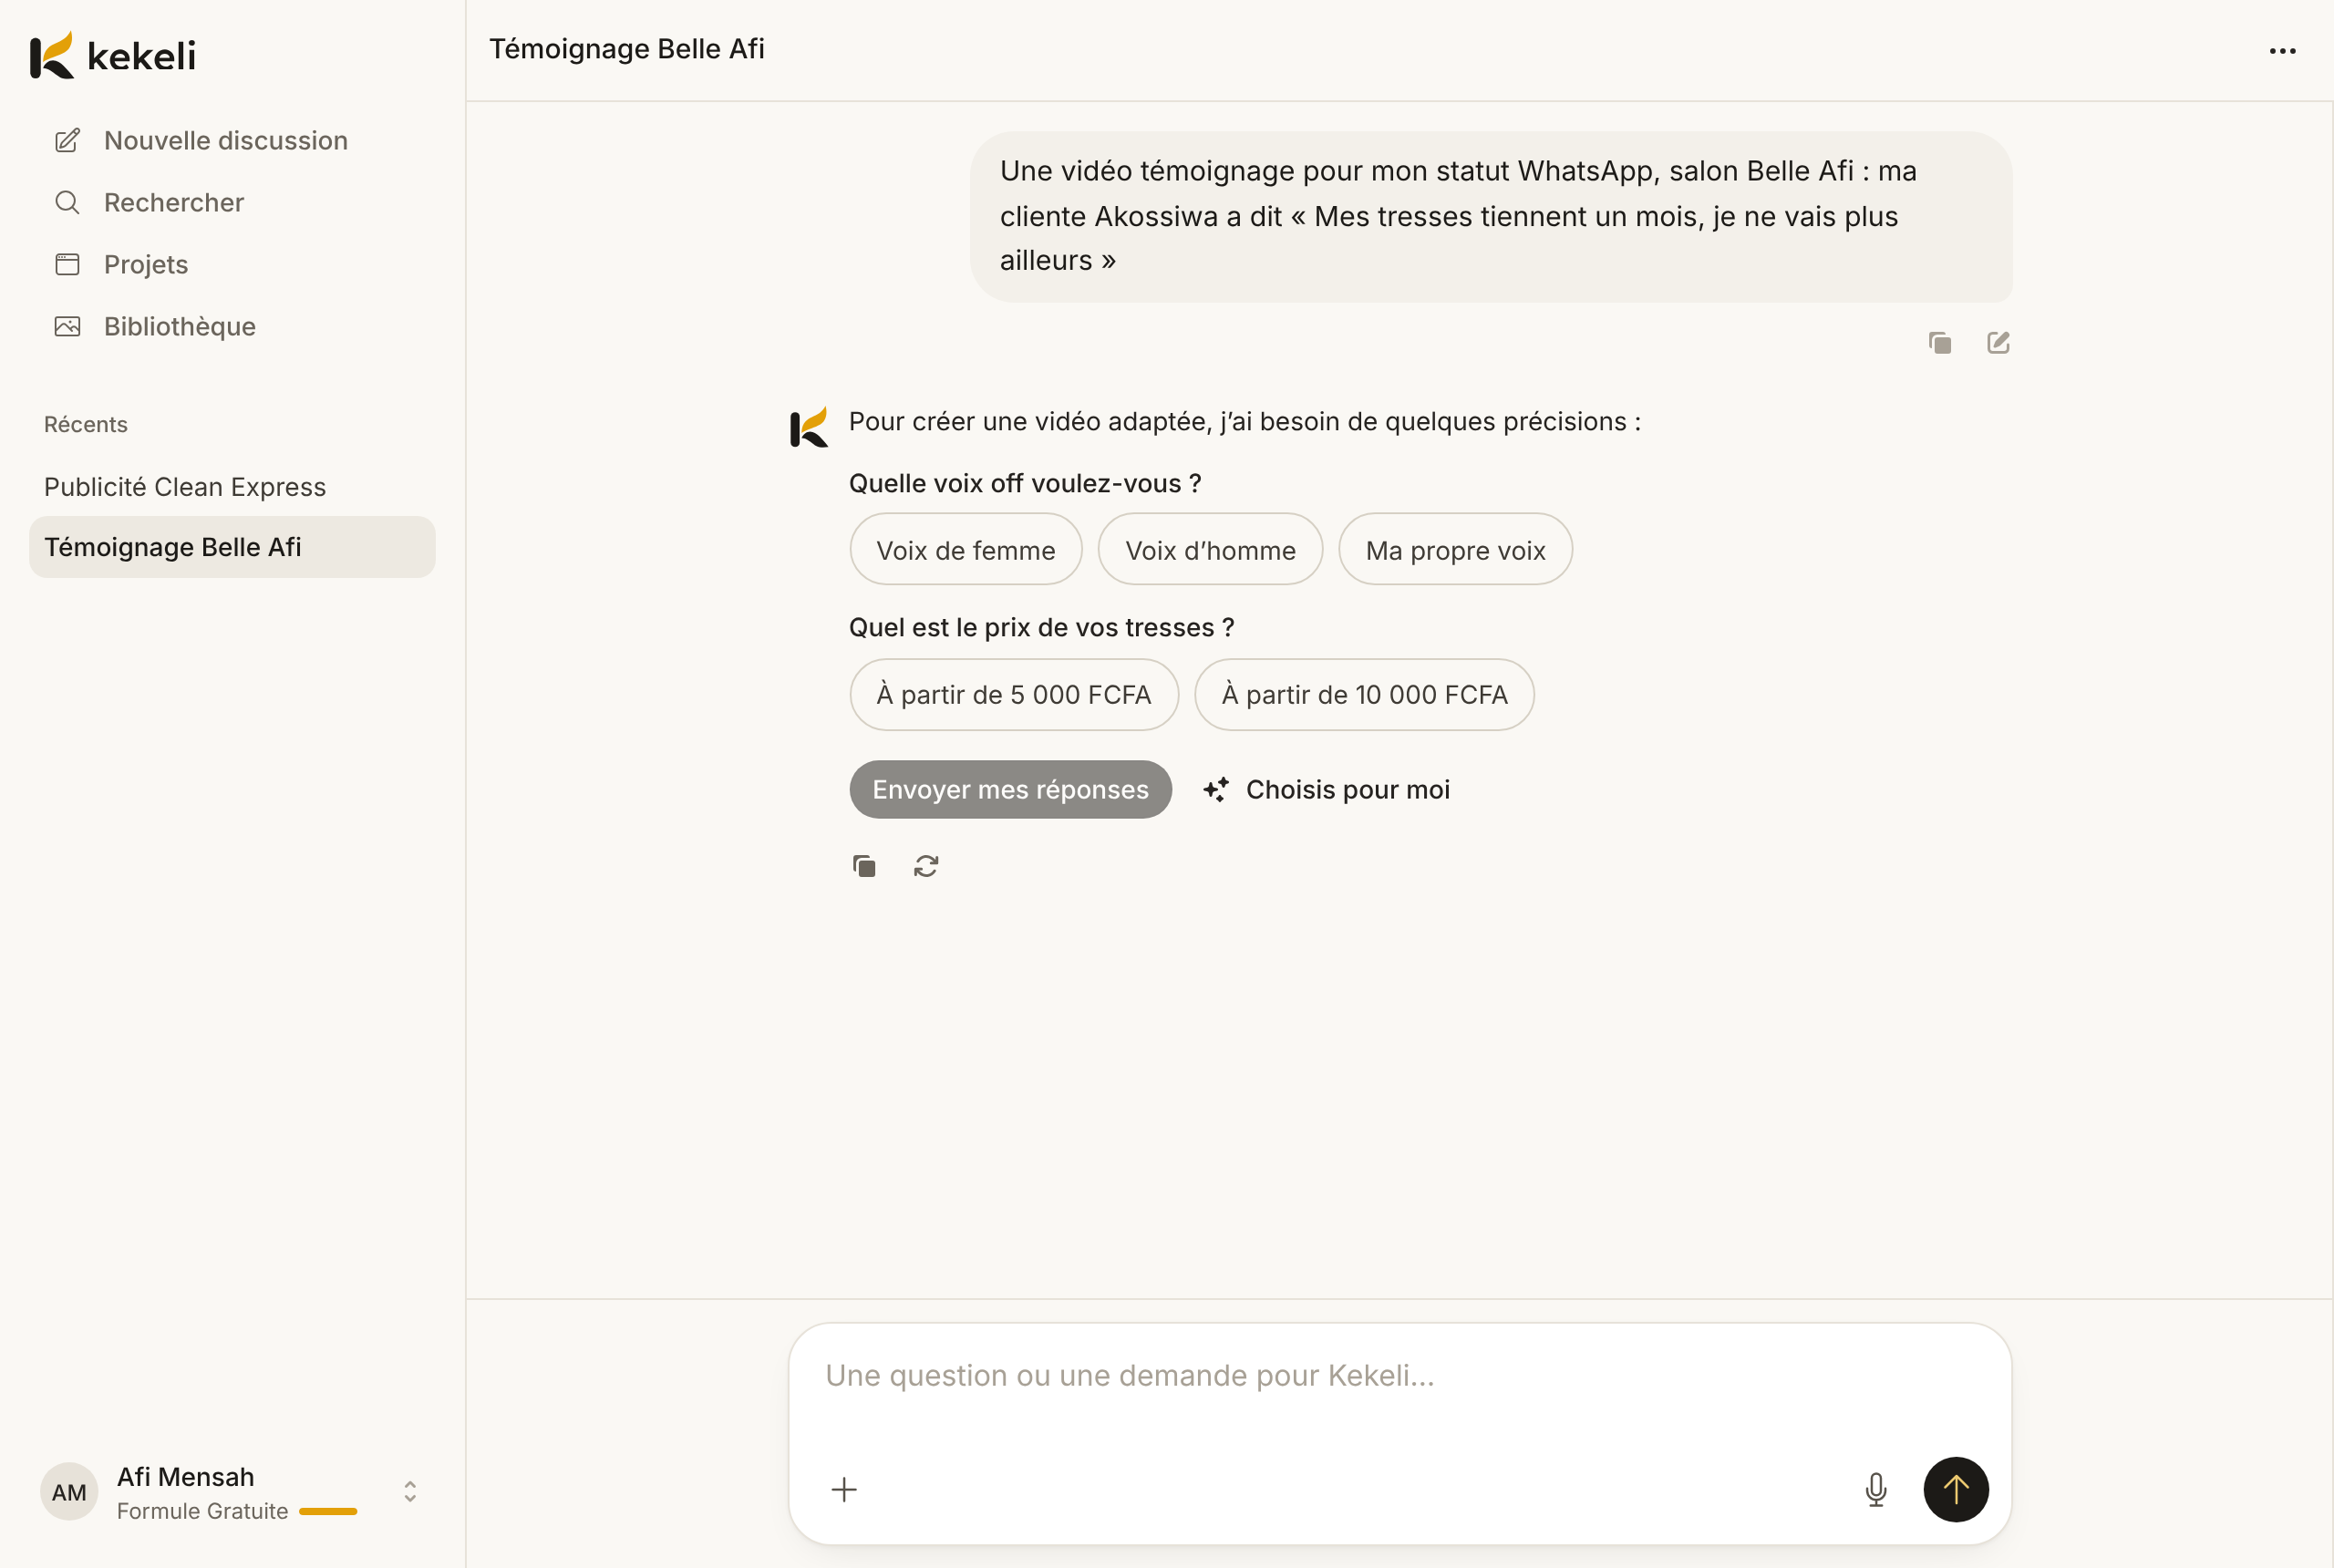 kekeli
Nouvelle discussion
Rechercher
Projets
Bibliothèque
Récents
Publicité Clean Express
Témoignage Belle Afi
AM
Afi Mensah
Formule Gratuite
Témoignage Belle Afi
Une vidéo témoignage pour mon statut WhatsApp, salon Belle Afi : ma
cliente Akossiwa a dit « Mes tresses tiennent un mois, je ne vais plus
ailleurs »
Pour créer une vidéo adaptée, j’ai besoin de quelques précisions :
Quelle voix off voulez-vous ?
Voix de femme
Voix d’homme
Ma propre voix
Quel est le prix de vos tresses ?
À partir de 5 000 FCFA
À partir de 10 000 FCFA
Envoyer mes réponses
Choisis pour moi
Une question ou une demande pour Kekeli...